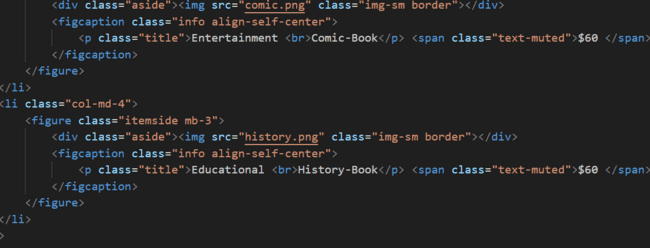 <div class="aside"><img src="comic.png" class="img-sm border"></div>
<figcaption class="info align-self-center">
<p class="title">Entertainment <br>Comic-Book</p> <span class="text-muted">$60 </span>
</figcaption>
</figure>
</li>
<li class="col-md-4">
<figure class="itemside mb-3">
<div class="aside"><img src="history.png" class="img-sm border"></div>
<figcaption class="info align-self-center">
<p class="title">Educational <br>History-Book</p> <span class="text-muted">$60 </span>
</figcaption>
</figure>
</li>
>